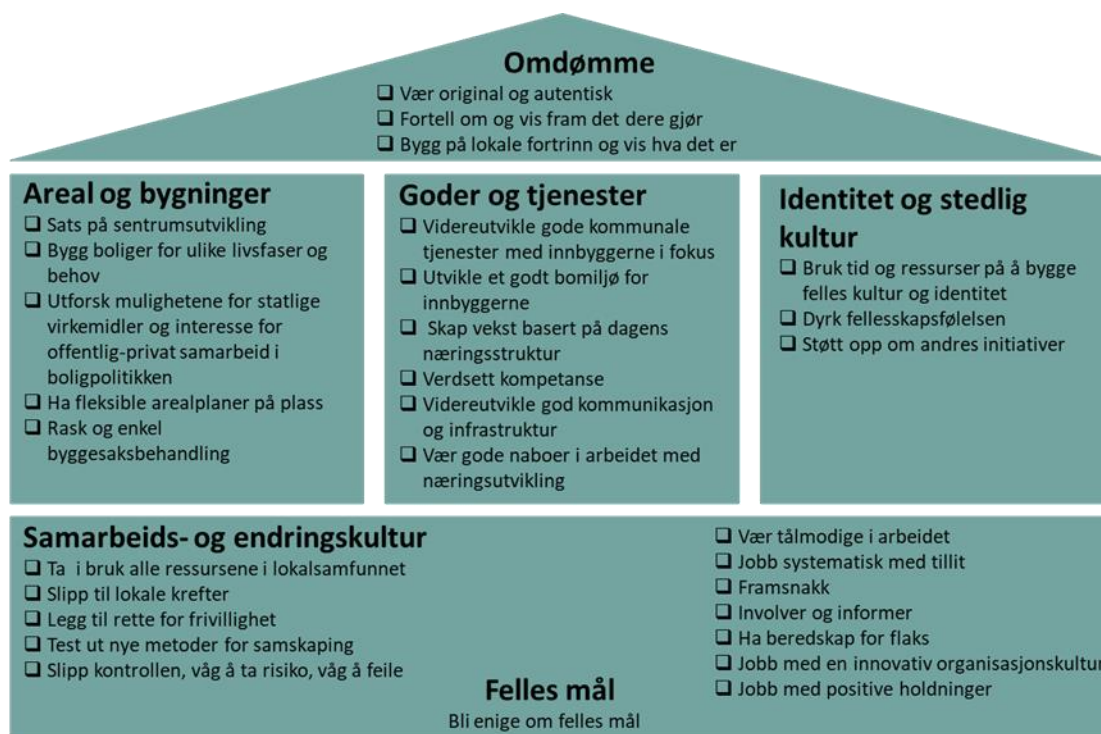 Omdømme
❑ Vær original og autentisk
❑ Fortell om og vis fram det dere gjør
❑ Bygg på lokale fortrinn og vis hva det er
Areal og bygninger
❑ Sats på sentrumsutvikling
❑ Bygg boliger for ulike livsfaser og
behov
❑ Utforsk mulighetene for statlige
virkemidler og interesse for
offentlig-privat samarbeid i
boligpolitikken
❑ Ha fleksible arealplaner på plass
❑ Rask og enkel
byggesaksbehandling
Goder og tjenester
❑ Videreutvikle gode kommunale
tjenester med innbyggerne i fokus
❑ Utvikle et godt bomiljø for
innbyggerne
❑ Skap vekst basert på dagens
næringsstruktur
❑ Verdsett kompetanse
❑ Videreutvikle god kommunikasjon
og infrastruktur
❑ Vær gode naboer i arbeidet med
næringsutvikling
Identitet og stedlig
kultur
❑ Bruk tid og ressurser på å bygge
felles kultur og identitet
❑ Dyrk fellesskapsfølelsen
❑ Støtt opp om andres initiativer
Samarbeids- og endringskultur
❑ Ta i bruk alle ressursene i lokalsamfunnet
❑ Slipp til lokale krefter
❑ Legg til rette for frivillighet
❑ Test ut nye metoder for samskaping
❑ Slipp kontrollen, våg å ta risiko, våg å feile
❑ Vær tålmodige i arbeidet
❑ Jobb systematisk med tillit
❑ Framsnakk
❑ Involver og informer
❑ Ha beredskap for flaks
❑ Jobb med en innovativ organisasjonskultur
❑ Jobb med positive holdninger
Felles mål
Bli enige om felles mål